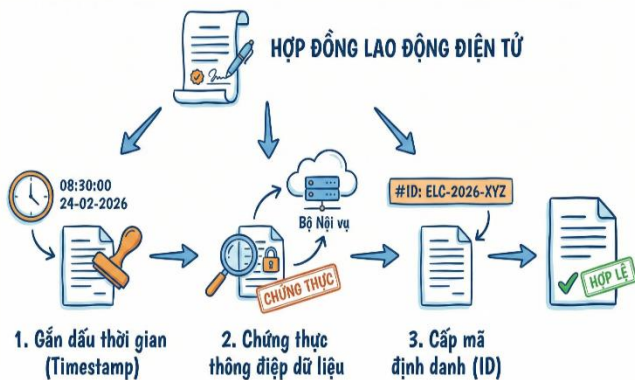 HỢP ĐỒNG LAO ĐỘNG ĐIỆN TỬ
08:30:00
24-02-2026
Bộ Nội vụ
#ID: ELC-2026-XYZ
CHỨNG THỰC
HỢP LỆ
1. Gắn dấu thời gian
(Timestamp)
2. Chứng thực
thông điệp dữ liệu
3. Cấp mã
định danh (ID)